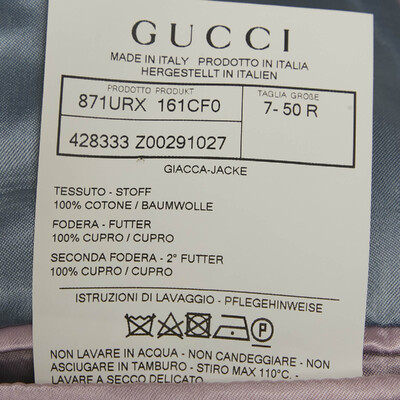 GUCCI
MADE IN ITALY PRODOTTO IN ITALIA
HERGESTELLT IN ITALIEN
PRODOTTO PRODUKT
TAGLIA GRÖßE
871URX 161CF0
7- 50 R
428333 Z00291027
GIACCA-JACKE
TESSUTO - STOFF
100% COTONE / BAUMWOLLE
FODERA - FUTTER
100% CUPRO / CUPRO
SECONDA FODERA - 2° FUTTER
100% CUPRO / CUPRO
ISTRUZIONI DI LAVAGGIO - PFLEGEHINWEISE
P
NON LAVARE IN ACQUA - NON CANDEGGIARE - NON
ASCIUGARE IN TAMBURO - STIRO MAX 110°C. -
LAVARE A SECCO DELICATO